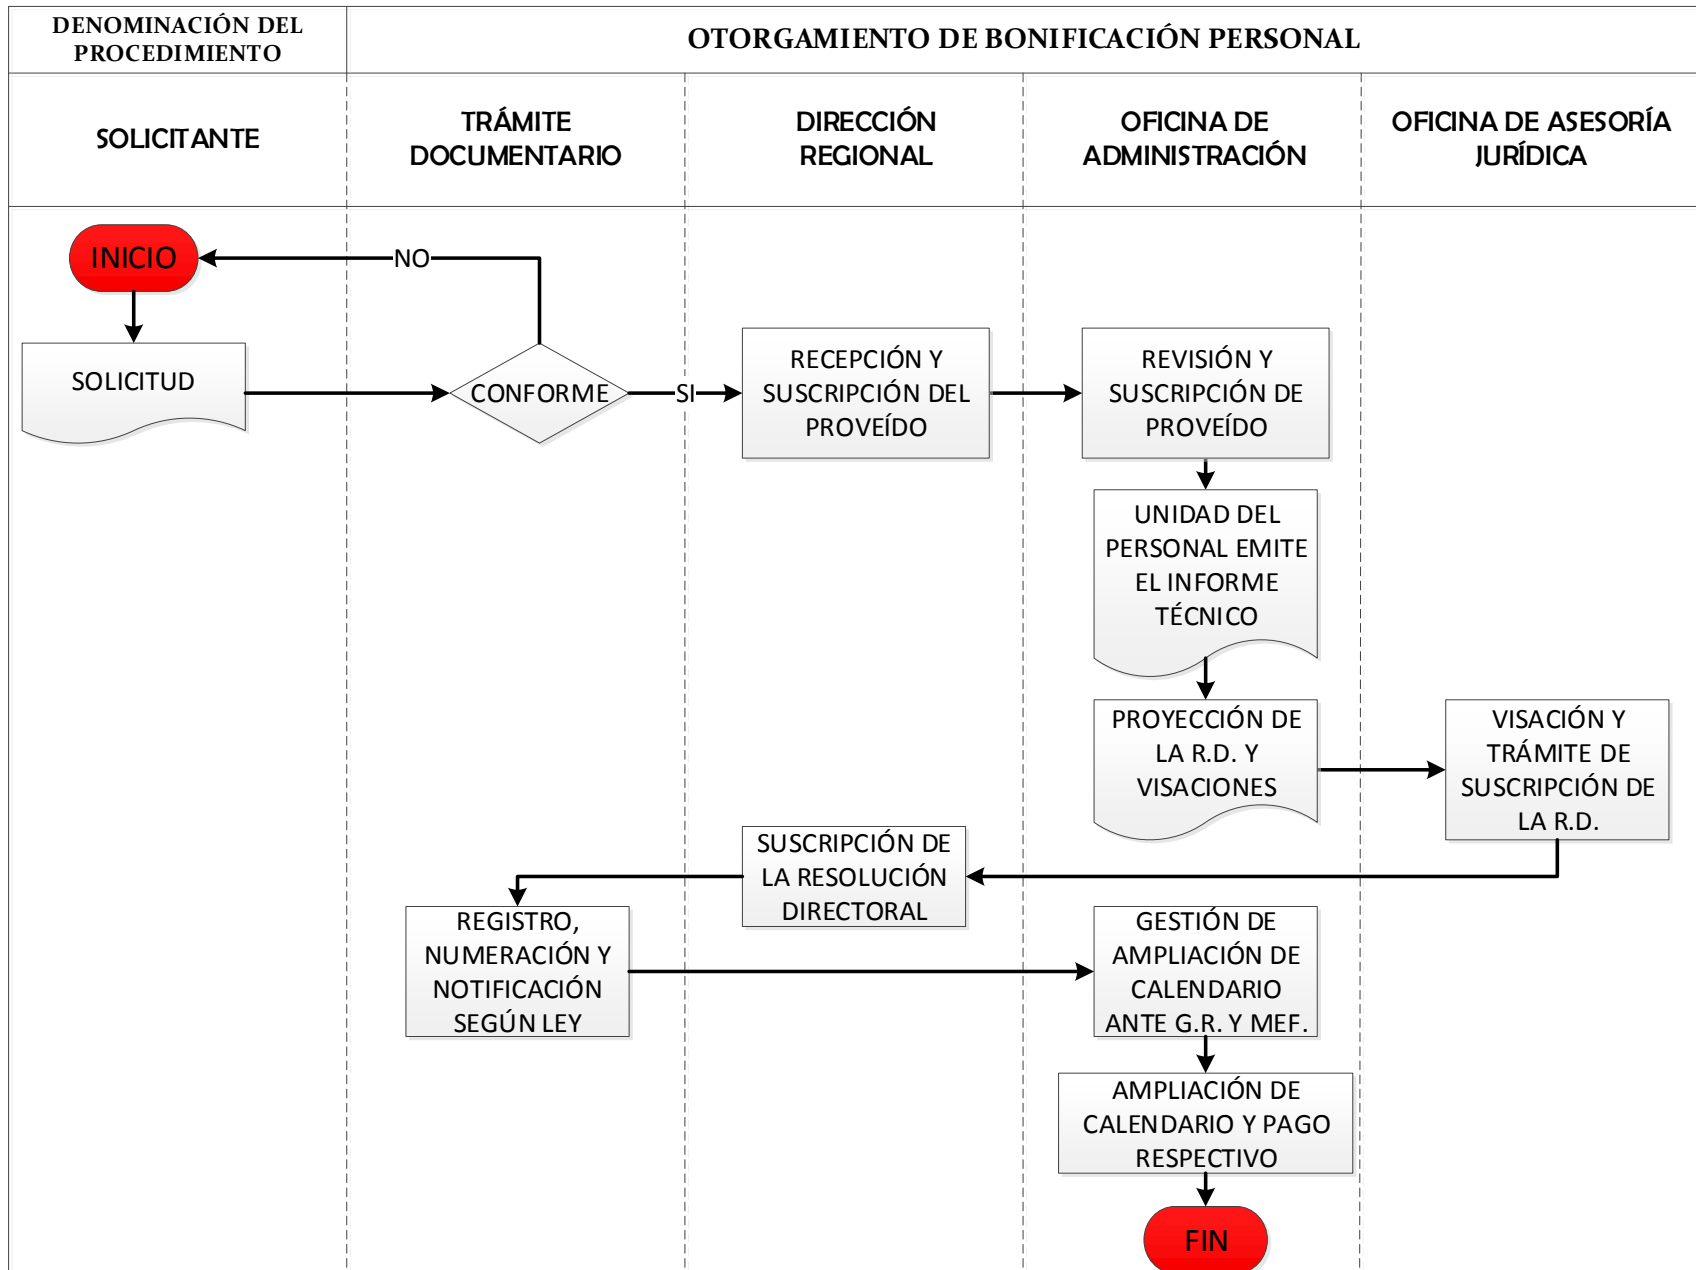 DENOMINACIÓN DEL
PROCEDIMIENTO
OTORGAMIENTO DE BONIFICACIÓN PERSONAL
SOLICITANTE
TRÁMITE
DOCUMENTARIO
DIRECCIÓN
REGIONAL
OFICINA DE
ADMINISTRACIÓN
OFICINA DE ASESORÍA
JURÍDICA
INICIO
NO
SOLICITUD
CONFORME
SI
RECEPCIÓN Y
SUSCRIPCIÓN DEL
PROVEÍDO
REVISIÓN Y
SUSCRIPCIÓN DE
PROVEÍDO
UNIDAD DEL
PERSONAL EMITE
EL INFORME
TÉCNICO
PROYECCIÓN DE
LA R.D. Y
VISACIONES
VISACIÓN Y
TRÁMITE DE
SUSCRIPCIÓN DE
LA R.D.
SUSCRIPCIÓN DE
LA RESOLUCIÓN
DIRECTORAL
REGISTRO,
NUMERACIÓN Y
NOTIFICACIÓN
SEGÚN LEY
GESTIÓN DE
AMPLIACIÓN DE
CALENDARIO
ANTE G.R. Y MEF.
AMPLIACIÓN DE
CALENDARIO Y PAGO
RESPECTIVO
FIN